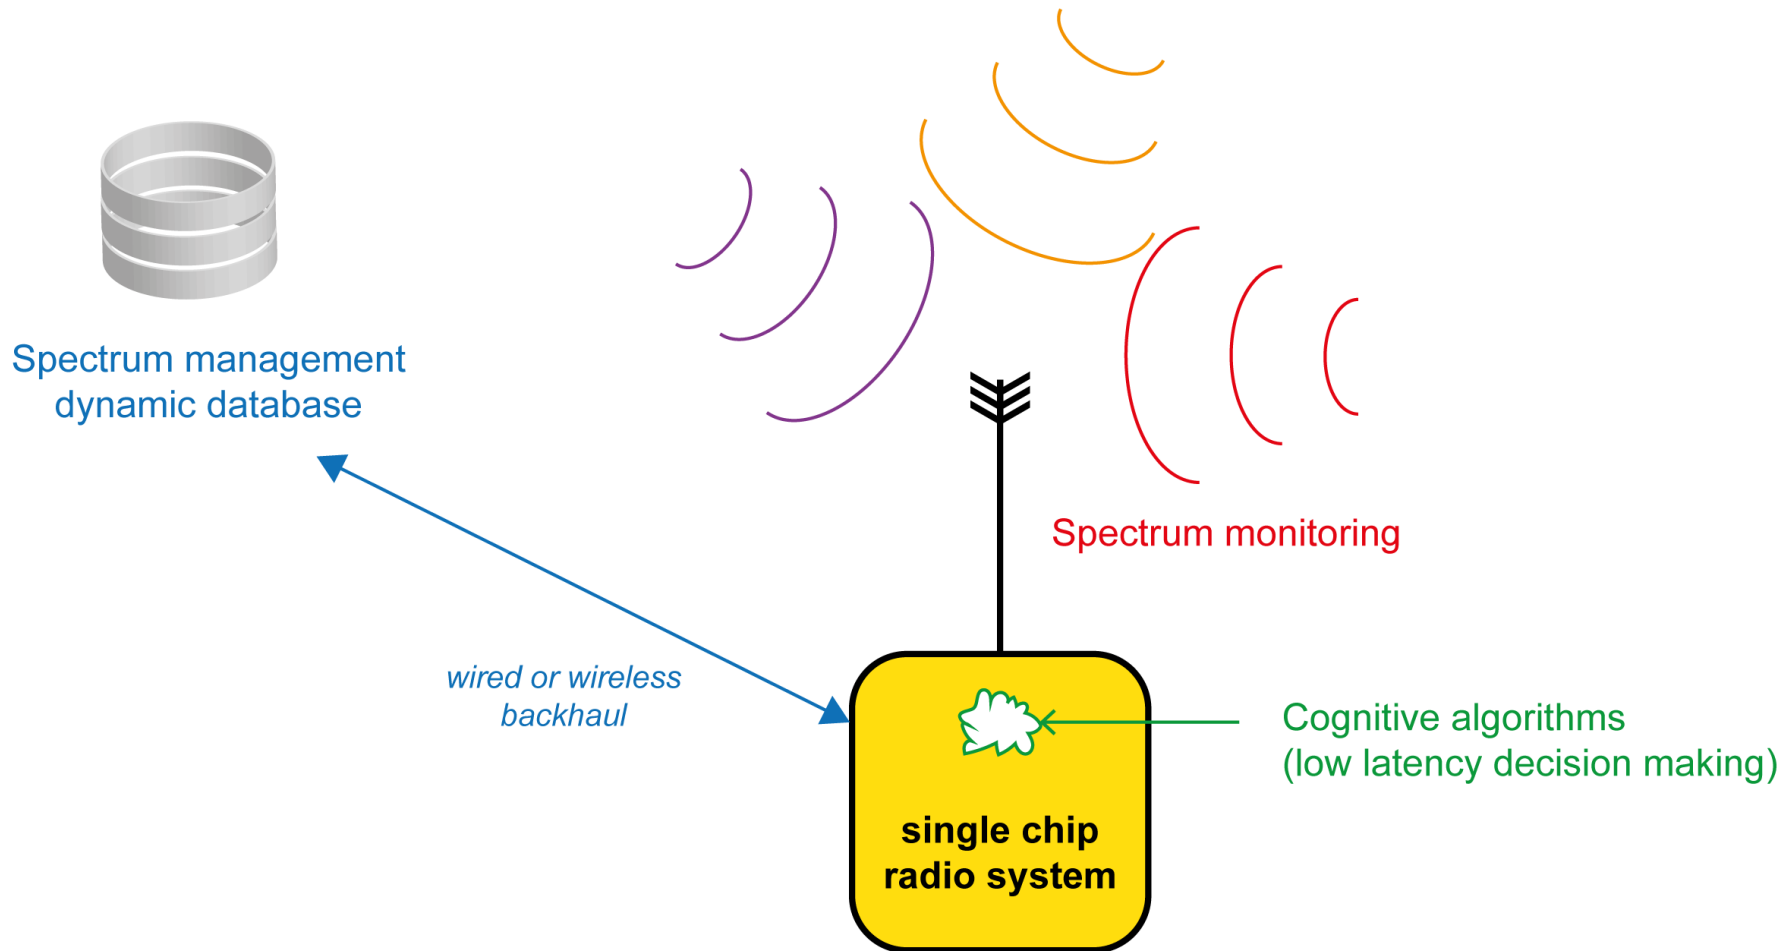 Spectrum management
dynamic database
Spectrum monitoring
wired or wireless
backhaul
Cognitive algorithms
(low latency decision making)
single chip
radio system